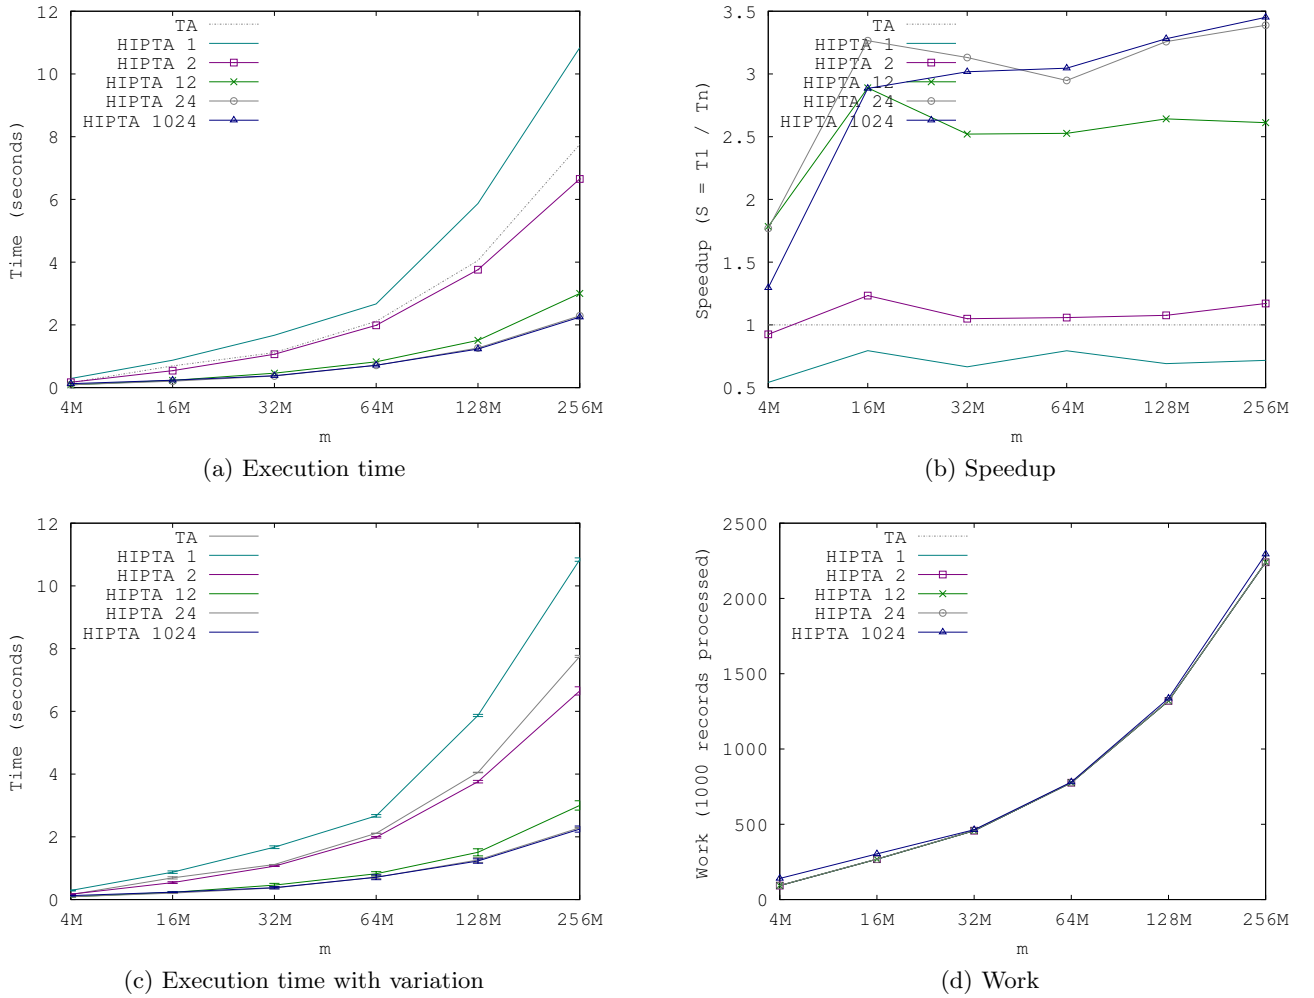 12
10
8
6
4
2
0
Time (seconds)
TA
HIPTA 1
HIPTA 2
HIPTA 12
HIPTA 24
HIPTA 1024
4M 16M 32M 64M 128M 256M
m
(a) Execution time
3.5
3
2.5
2
1.5
1
0.5
Speedup (S = T1 / Tn)
TA
HIPTA 1
HIPTA 2
HIPTA 12
HIPTA 24
HIPTA 1024
4M 16M 32M 64M 128M 256M
m
(b) Speedup
12
10
8
6
4
2
0
Time (seconds)
TA
HIPTA 1
HIPTA 2
HIPTA 12
HIPTA 24
HIPTA 1024
4M 16M 32M 64M 128M 256M
m
(c) Execution time with variation
2500
2000
1500
1000
500
0
Work (1000 records processed)
TA
HIPTA 1
HIPTA 2
HIPTA 12
HIPTA 24
HIPTA 1024
4M 16M 32M 64M 128M 256M
m
(d) Work